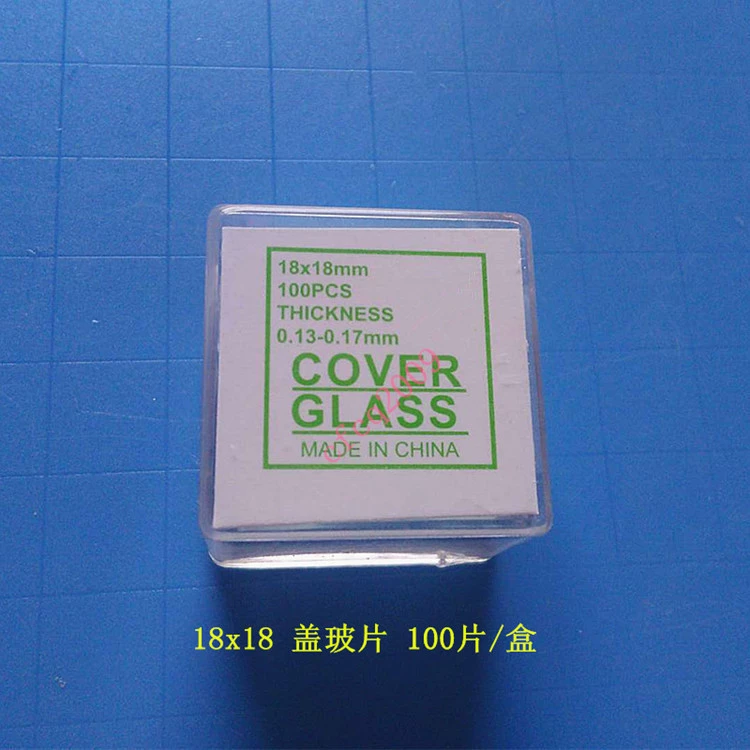 18x18mm
100PCS
THICKNESS
0.13-0.17mm
COVER
GLASS
MADE IN CHINA
18x18 盖玻片 100片/盒